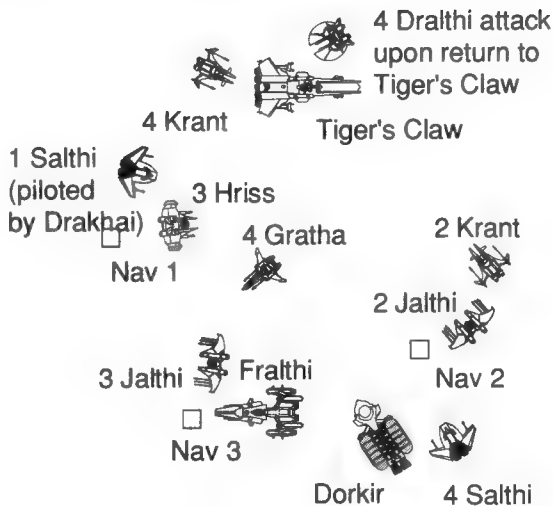 4 Dralthi attack
upon return to
Tiger's Claw
Tiger's Claw
4 Krant
1 Salthi
(piloted
by Drakhai)
3 Hriss
Nav 1
4 Gratha
2 Krant
2 Jalthi
Nav 2
3 Jalthi
Fralthi
Nav 3
Dorkir
4 Salthi